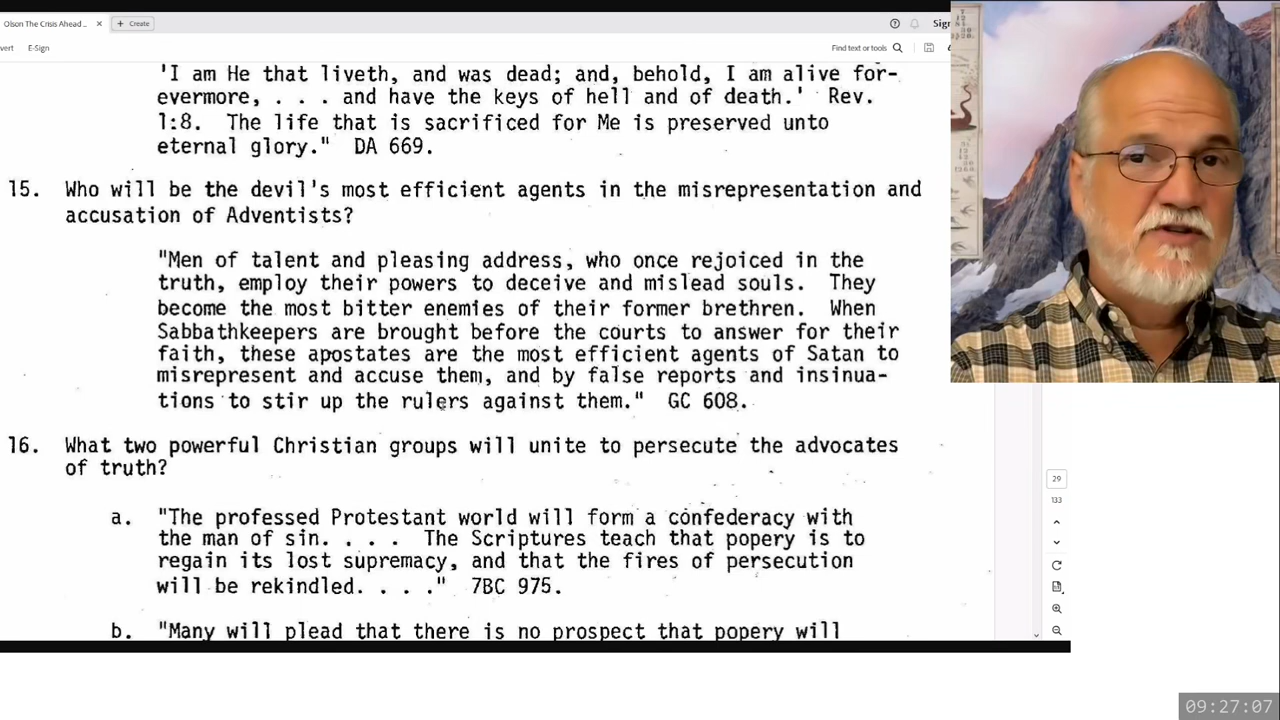 Olson The Crisis Ahead ..
× + Create
Sign
vert E-Sign
Find text or tools
'I am He that liveth, and was dead; and, behold, I am alive for-
evermore, . . . and have the keys of hell and of death.' Rev.
1:8. The life that is sacrificed for Me is preserved unto
eternal glory." DA 669.
15. Who will be the devil's most efficient agents in the misrepresentation and
accusation of Adventists?
"Men of talent and pleasing address, who once rejoiced in the
truth, employ their powers to deceive and mislead souls. They
become the most bitter enemies of their former brethren. When
Sabbathkeepers are brought before the courts to answer for their
faith, these apostates are the most efficient agents of Satan to
misrepresent and accuse them, and by false reports and insinua-
tions to stir up the rulers against them." GC 608.
16. What two powerful Christian groups will unite to persecute the advocates
of truth?
a. "The professed Protestant world will form a confederacy with
the man of sin. . . . The Scriptures teach that popery is to
regain its lost supremacy, and that the fires of persecution
will be rekindled. . . ." 7BC 975.
b. "Many will plead that there is no prospect that popery will
29
133
09:27:07